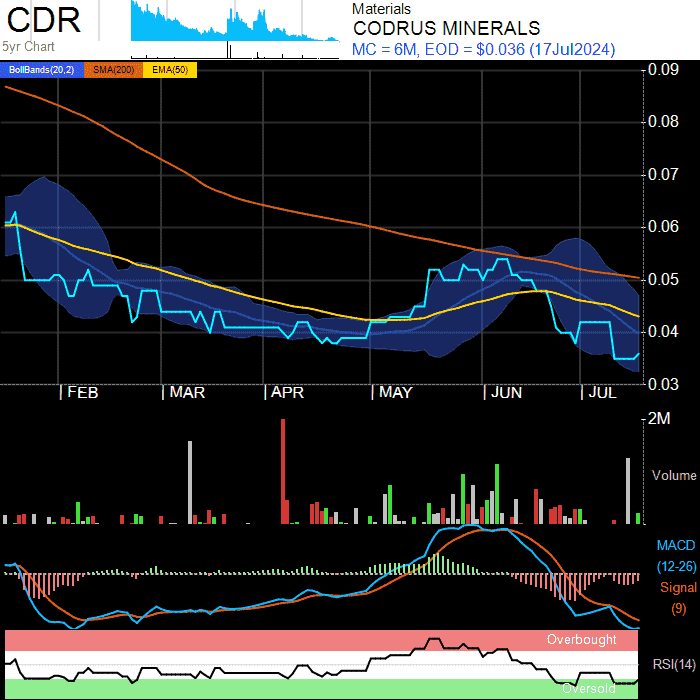 CDR
5yr Chart
Materials
CODRUS MINERALS
MC = 6M, EOD = $0.036 (17Jul2024)
BollBands(20,2) SMA(200) EMA(50)
0.09
0.08
0.07
0.06
0.05
0.04
0.03
FEB MAR APR MAY JUN JUL
2M
Volume
MACD
(12-26)
Signal
(9)
Overbought
RSI(14)
Oversold